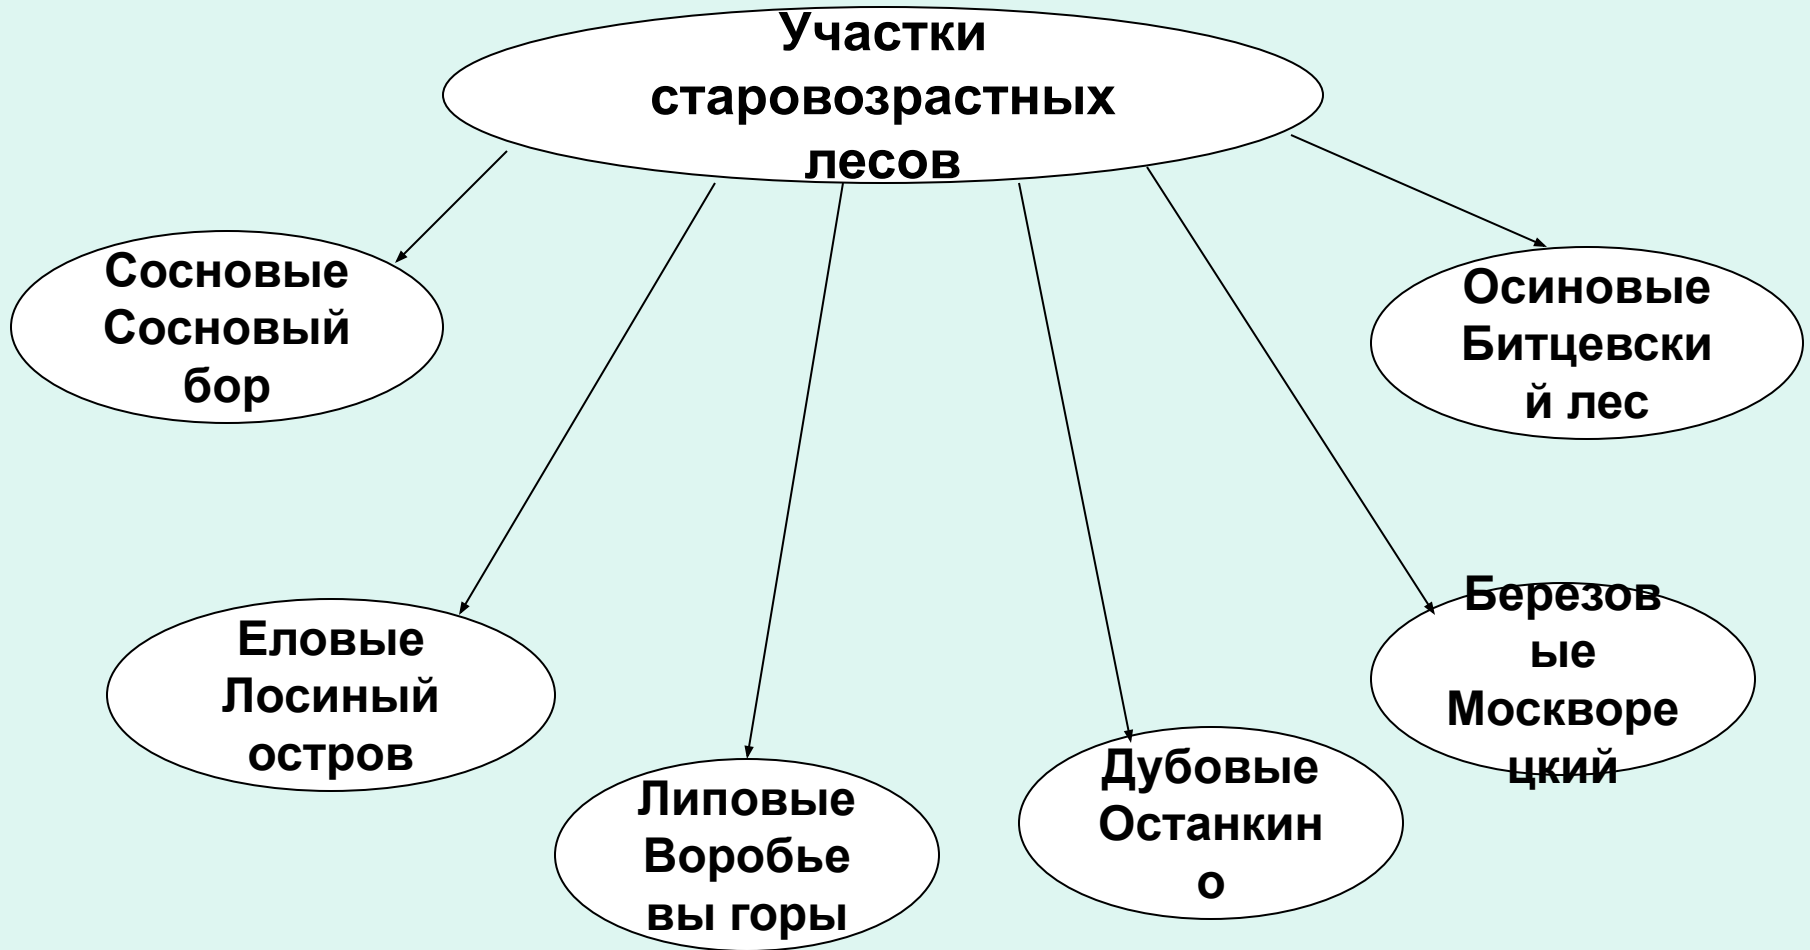 Участки
старовозрастных
лесов
Сосновые
Сосновый
бор
Осиновые
Битцевски
й лес
Еловые
Лосиный
остров
Березов
ые
Москворе
цкий
Липовые
Воробье
вы горы
Дубовые
Останкин
о